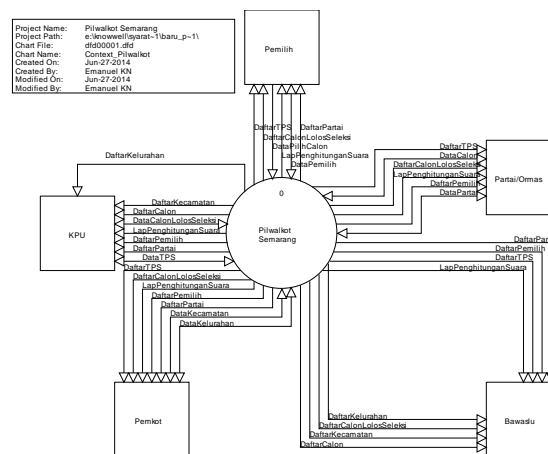 Project Name: Pilwalkot Semarang
Project Path: e:\knowwell\syarat~1\baru_p~1\
Chart File: dfd00001.dfd
Chart Name: Context_Pilwalkot
Created On: Jun-27-2014
Created By: Emanuel KN
Modified On: Jun-27-2014
Modified By: Emanuel KN
Pemilih
DaftarTPS
DaftarPartai
DaftarCalonLolosSeleksi
DataPilihCalon
LapPenghitunganSuara
DataPemilih
DaftarKelurahan
DaftarTPS
DataCalon
DaftarCalonLolosSeleksi
LapPenghitunganSuara
DaftarPemilih
DataPartai
Partai/Ormas
0
Pilwalkot
Semarang
KPU
DaftarKecamatan
DaftarCalon
DataCalonLolosSeleksi
LapPenghitunganSuara
DaftarPemilih
DaftarPartai
DataTPS
DaftarTPS
DaftarCalonLolosSeleksi
LapPenghitunganSuara
DaftarPemilih
DaftarPartai
DataKecamatan
DataKelurahan
DaftarPart
DaftarPemilih
DaftarTPS
LapPenghitunganSuara
Pemkot
DaftarKelurahan
DaftarCalonLolosSeleksi
DaftarKecamatan
DaftarCalon
Bawaslu